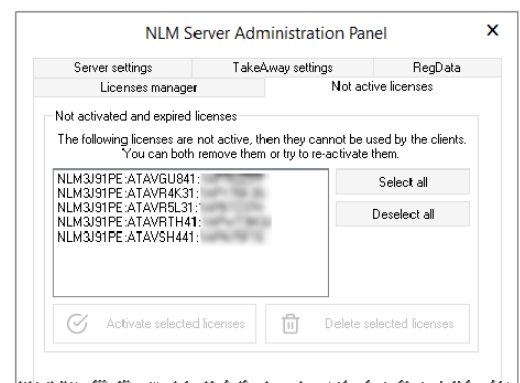 NLM Server Administration Panel
Server settings
TakeAway settings
RegData
Licenses manager
Not active licenses
Not activated and expired licenses
The following licenses are not active, then they cannot be used by the clients.
You can both remove them or try to re-activate them.
NLM3J91PE:ATAVGU841:
NLM3J91PE:ATAVR4K31:
NLM3J91PE:ATAVR5L31:
NLM3J91PE:ATAVRTH41:
NLM3J91PE:ATAVSH441:
Select all
Deselect all
Activate selected licenses
Delete selected licenses